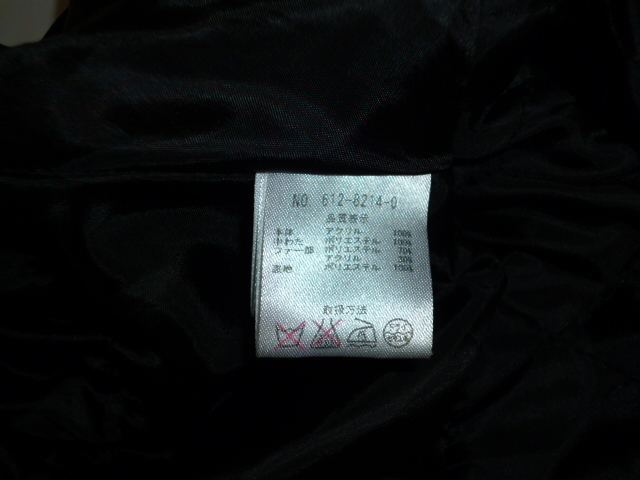 NO 612-8214-0
品質表示
本体 アクリル 100%
中わた ポリエステル 100%
ファー部 ポリエステル 70%
アクリル 30%
裏地 ポリエステル 100%
取扱方法